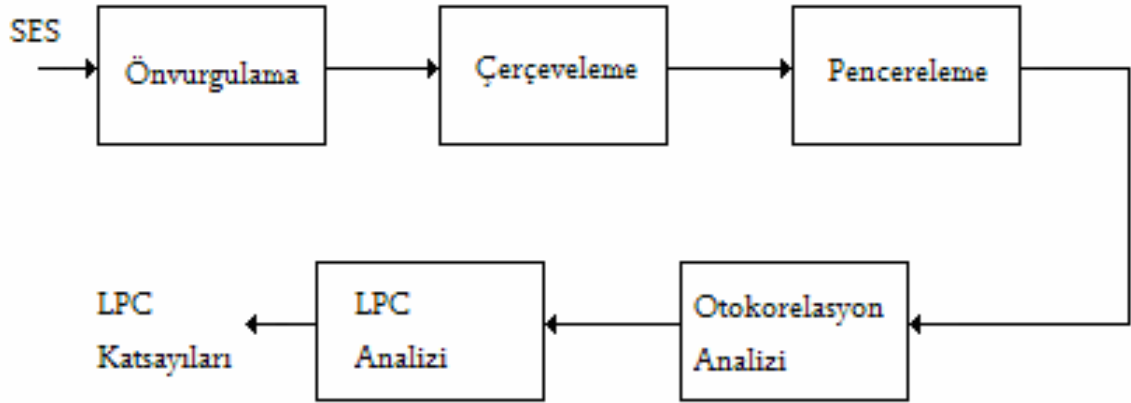 SES
Önvurgulama
Çerçeveleme
Pencereleme
Otokorelasyon
Analizi
LPC
Analizi
LPC
Katsayıları